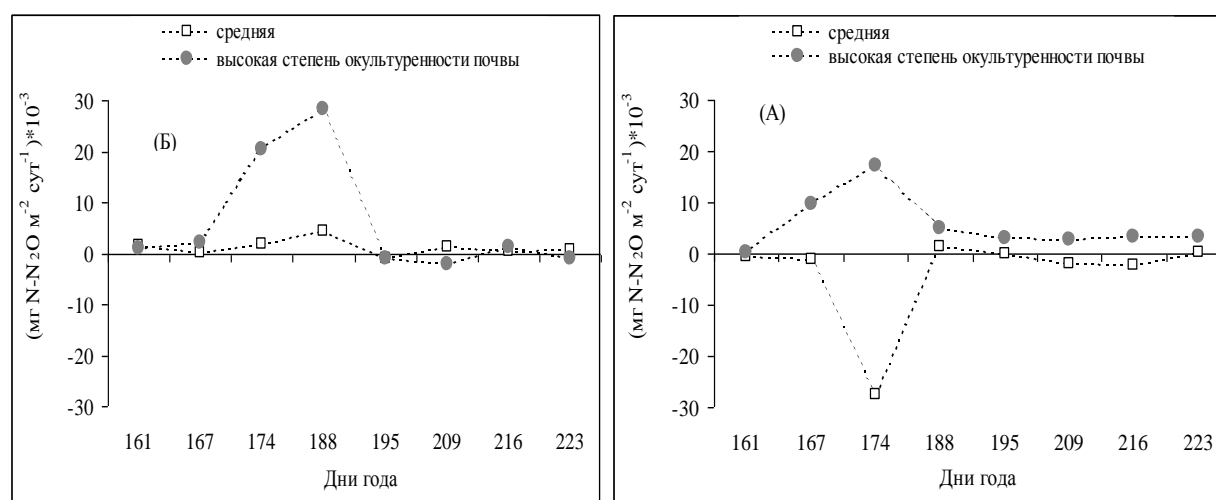 средняя
высокая степень окультуренности почвы
(Б)
(мг N-N₂O м⁻² сут⁻¹)*10⁻³
30
20
10
0
-10
-20
-30
161 167 174 188 195 209 216 223
Дни года
средняя
высокая степень окультуренности почвы
(А)
(мг N-N₂O м⁻² сут⁻¹)*10⁻³
30
20
10
0
-10
-20
-30
161 167 174 188 195 209 216 223
Дни года